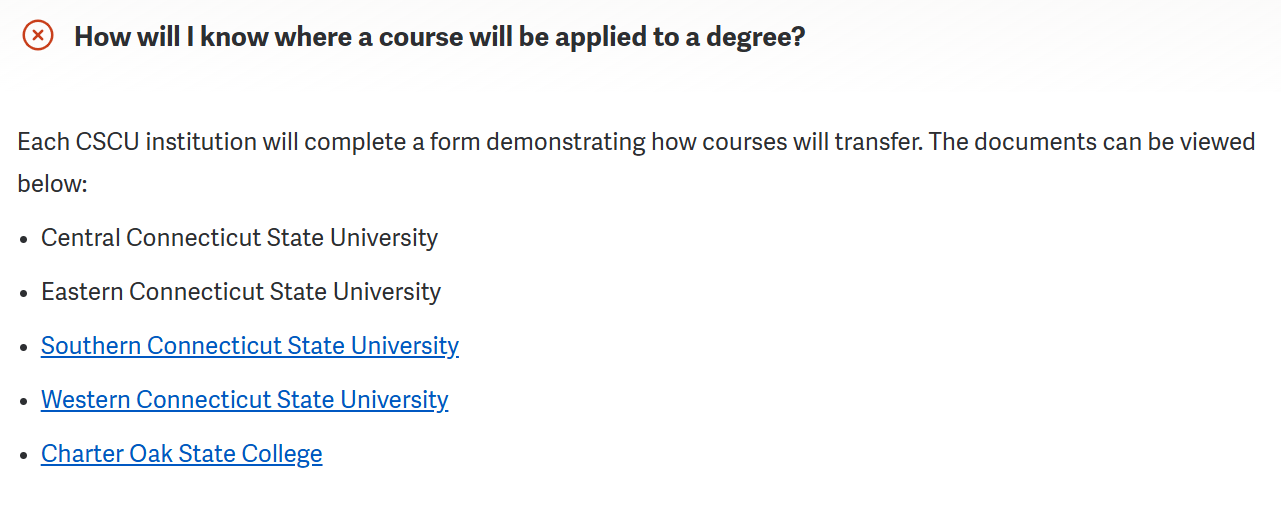 How will I know where a course will be applied to a degree?
Each CSCU institution will complete a form demonstrating how courses will transfer. The documents can be viewed
below:
• Central Connecticut State University
• Eastern Connecticut State University
• Southern Connecticut State University
• Western Connecticut State University
• Charter Oak State College